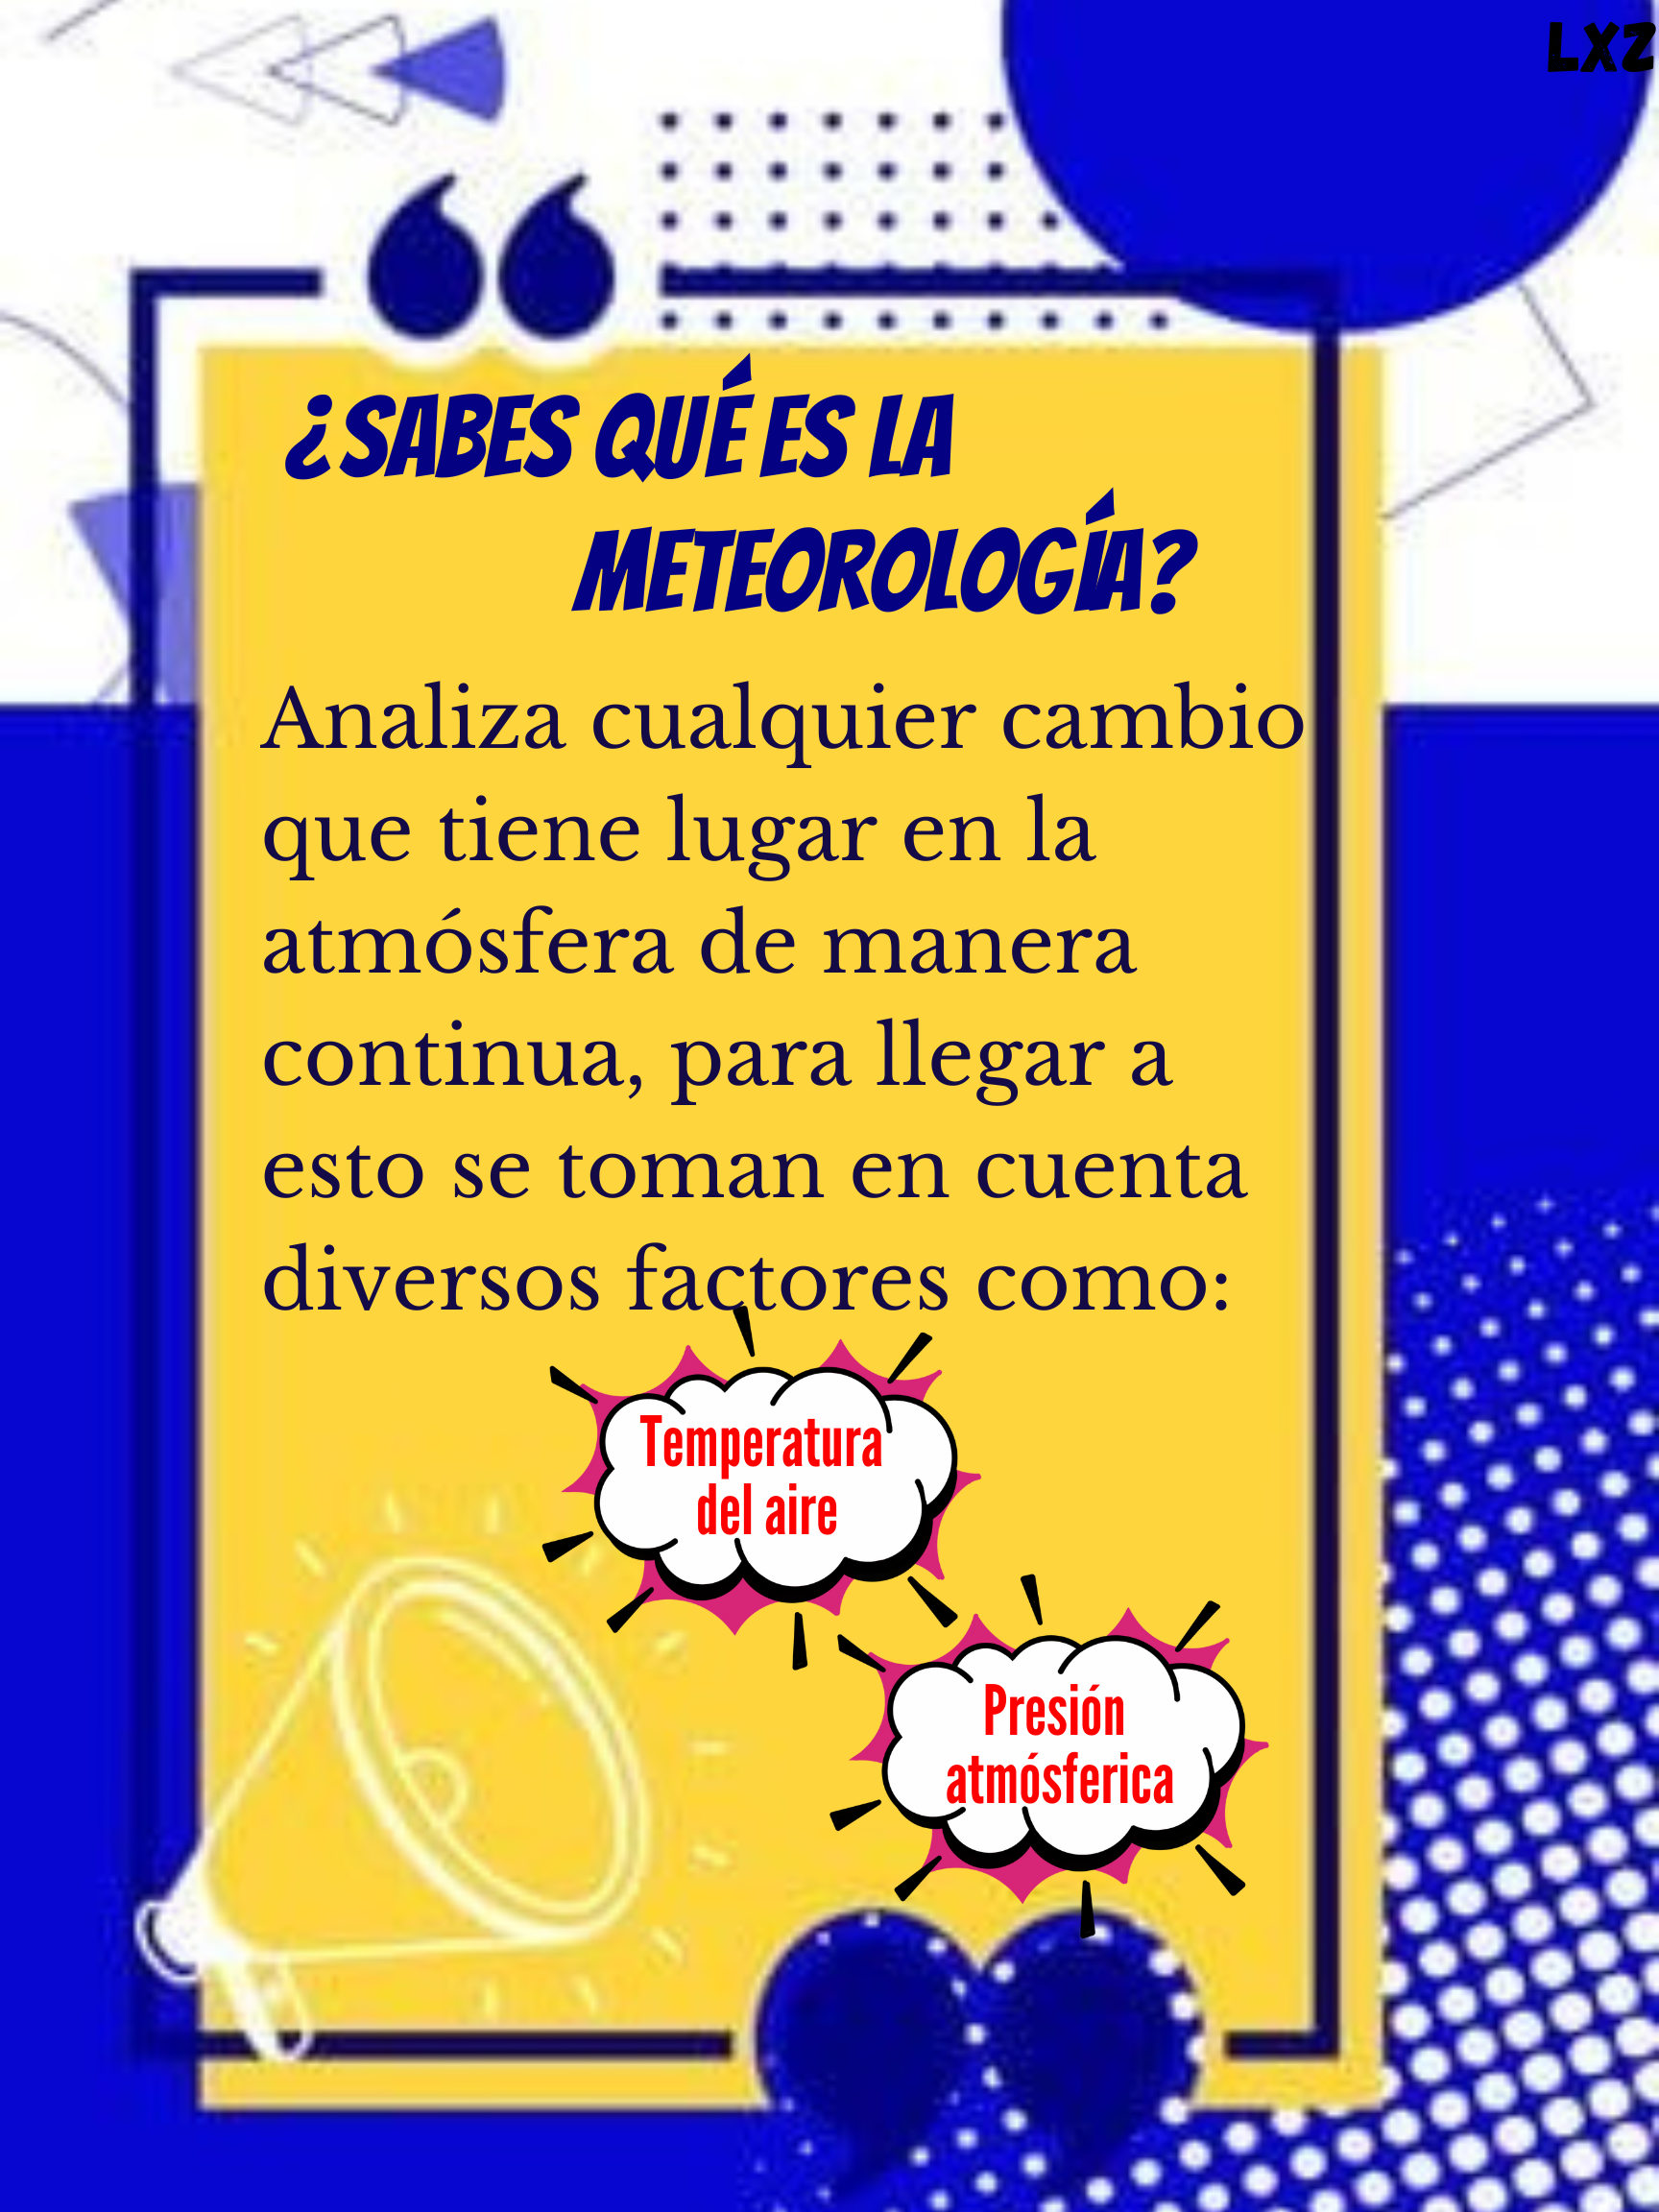 LXZ
¿SABES QUÉ ES LA
METEOROLOGÍA?
Analiza cualquier cambio
que tiene lugar en la
atmósfera de manera
continua, para llegar a
esto se toman en cuenta
diversos factores como:
Temperatura
del aire
Presión
atmósferica